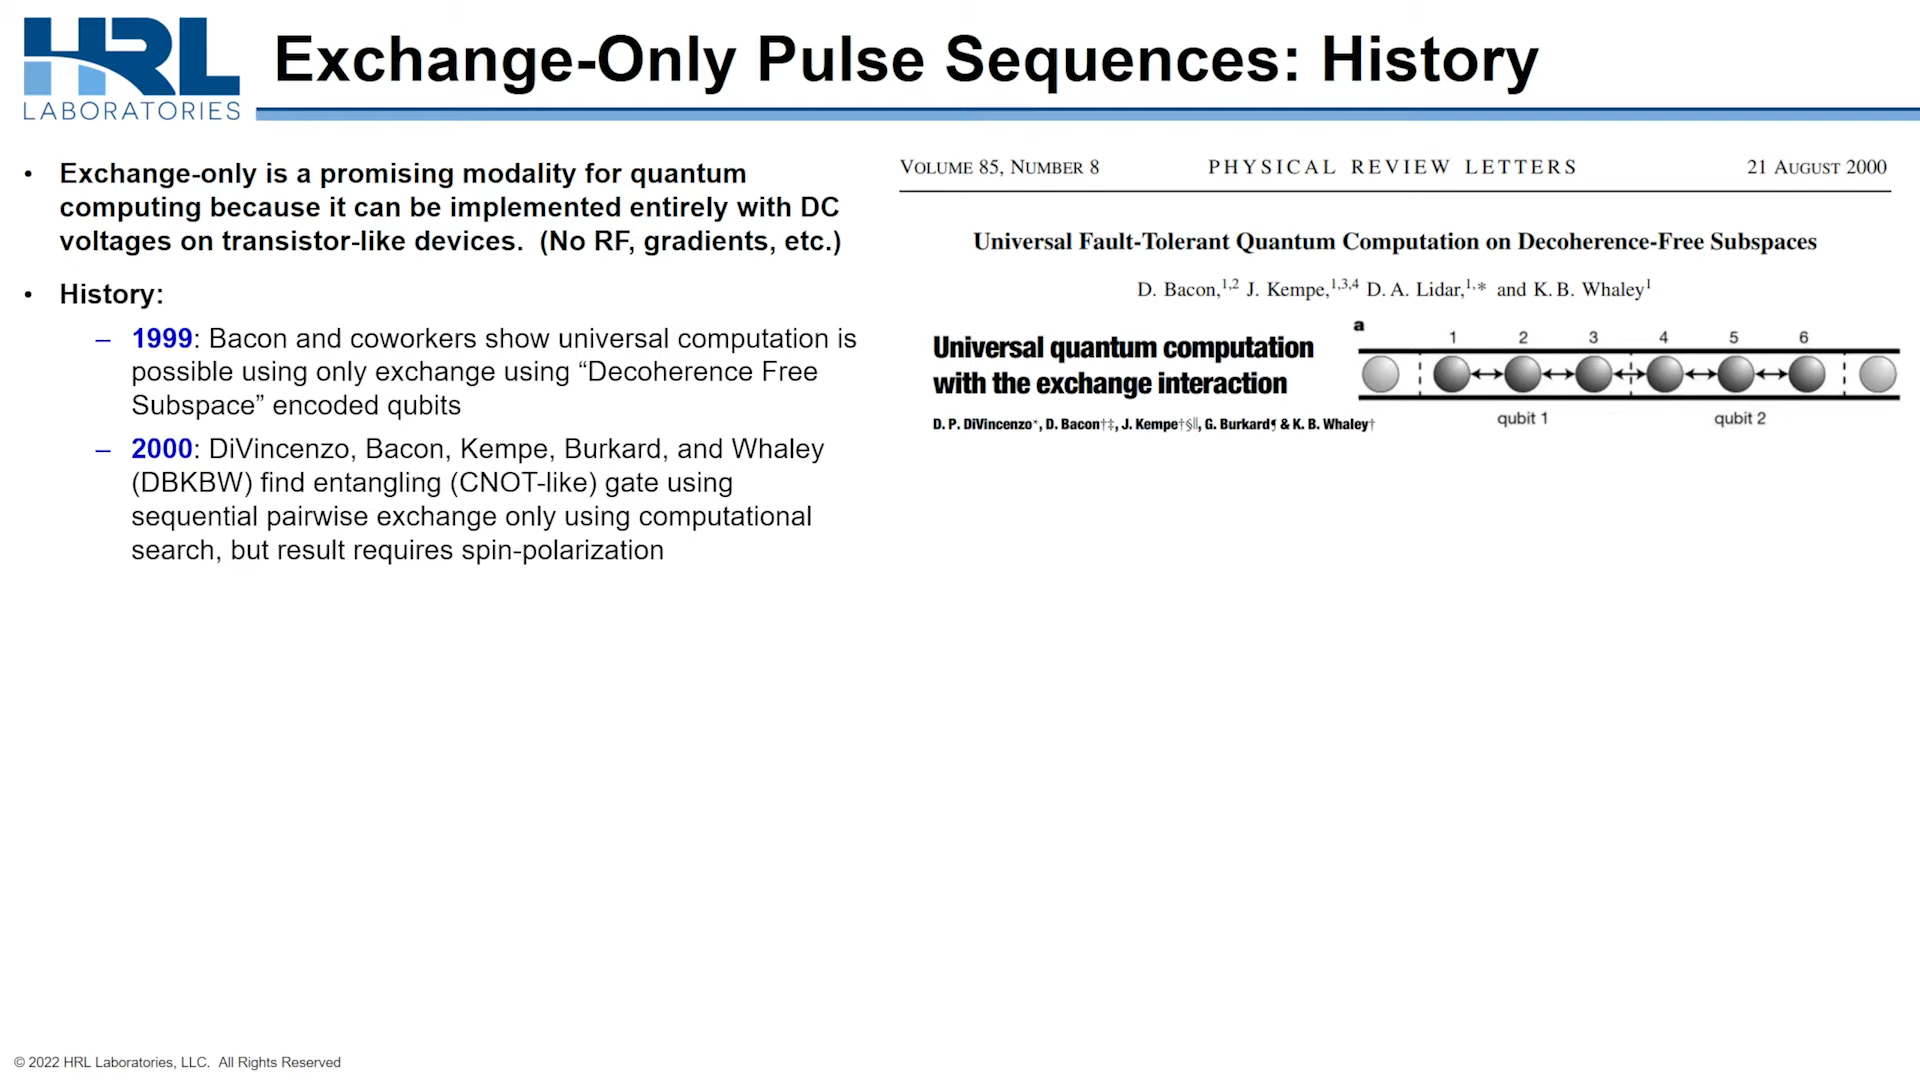 HRL
LABORATORIES
Exchange-Only Pulse Sequences: History
• Exchange-only is a promising modality for quantum
computing because it can be implemented entirely with DC
voltages on transistor-like devices. (No RF, gradients, etc.)
• History:
– 1999: Bacon and coworkers show universal computation is
possible using only exchange using “Decoherence Free
Subspace” encoded qubits
– 2000: DiVincenzo, Bacon, Kempe, Burkard, and Whaley
(DBKBW) find entangling (CNOT-like) gate using
sequential pairwise exchange only using computational
search, but result requires spin-polarization
VOLUME 85, NUMBER 8 PHYSICAL REVIEW LETTERS 21 AUGUST 2000
Universal Fault-Tolerant Quantum Computation on Decoherence-Free Subspaces
D. Bacon,1,2 J. Kempe,1,3,4 D. A. Lidar,1,* and K. B. Whaley1
Universal quantum computation
with the exchange interaction
D. P. DiVincenzo*, D. Bacon†‡, J. Kempe†§||, G. Burkard¶ & K. B. Whaley†
a
1 2 3 4 5 6
qubit 1 qubit 2
© 2022 HRL Laboratories, LLC. All Rights Reserved